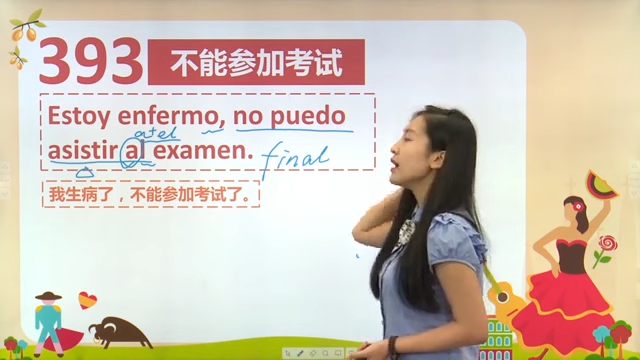 393 不能参加考试
Estoy enfermo, no puedo
a+el
asistir al examen. final
我生病了，不能参加考试了。